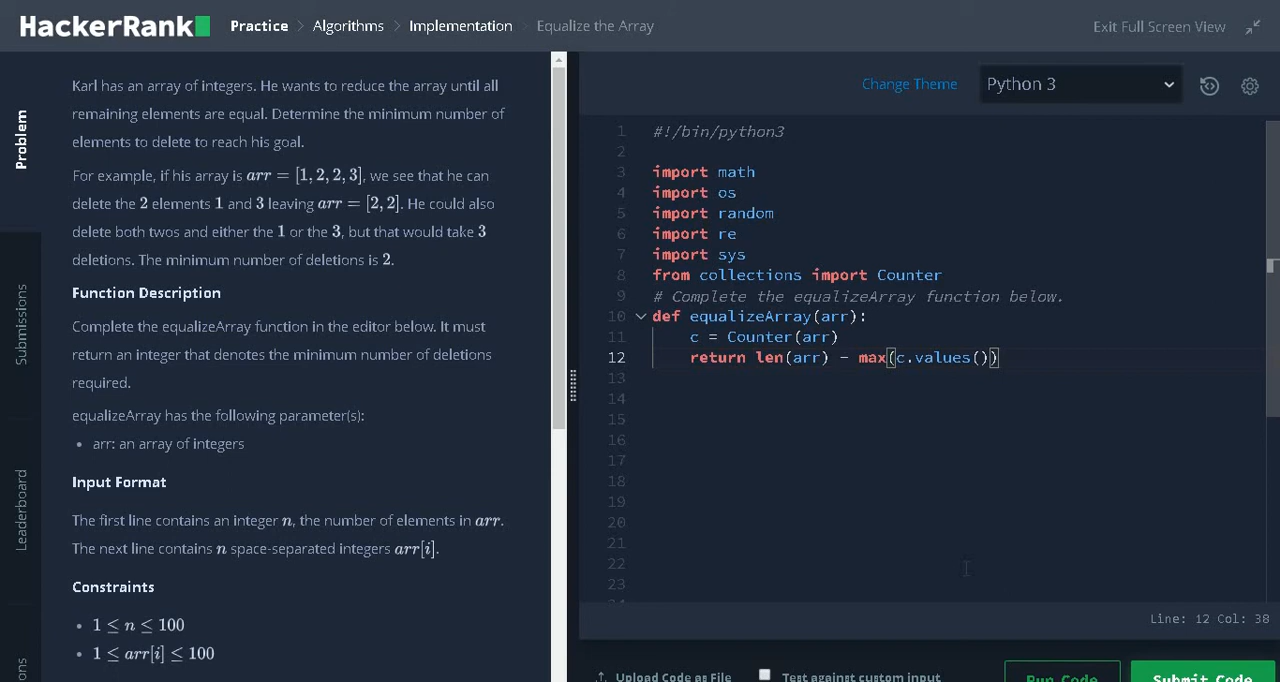 HackerRank Practice > Algorithms > Implementation > Equalize the Array Exit Full Screen View
Problem
Submissions
Leaderboard
ons
Karl has an array of integers. He wants to reduce the array until all
remaining elements are equal. Determine the minimum number of
elements to delete to reach his goal.
For example, if his array is arr = [1, 2, 2, 3], we see that he can
delete the 2 elements 1 and 3 leaving arr = [2, 2]. He could also
delete both twos and either the 1 or the 3, but that would take 3
deletions. The minimum number of deletions is 2.
Function Description
Complete the equalizeArray function in the editor below. It must
return an integer that denotes the minimum number of deletions
required.
equalizeArray has the following parameter(s):
• arr: an array of integers
Input Format
The first line contains an integer n, the number of elements in arr.
The next line contains n space-separated integers arr[i].
Constraints
• 1 ≤ n ≤ 100
• 1 ≤ arr[i] ≤ 100
Change Theme Python 3
1 #!/bin/python3
2
3 import math
4 import os
5 import random
6 import re
7 import sys
8 from collections import Counter
9 # Complete the equalizeArray function below.
10 def equalizeArray(arr):
11 c = Counter(arr)
12 return len(arr) - max(c.values())
13
14
15
16
17
18
19
20
21
22
23
24
Line: 12 Col: 38
Upload Code as File Test against custom input Run Code Submit Code